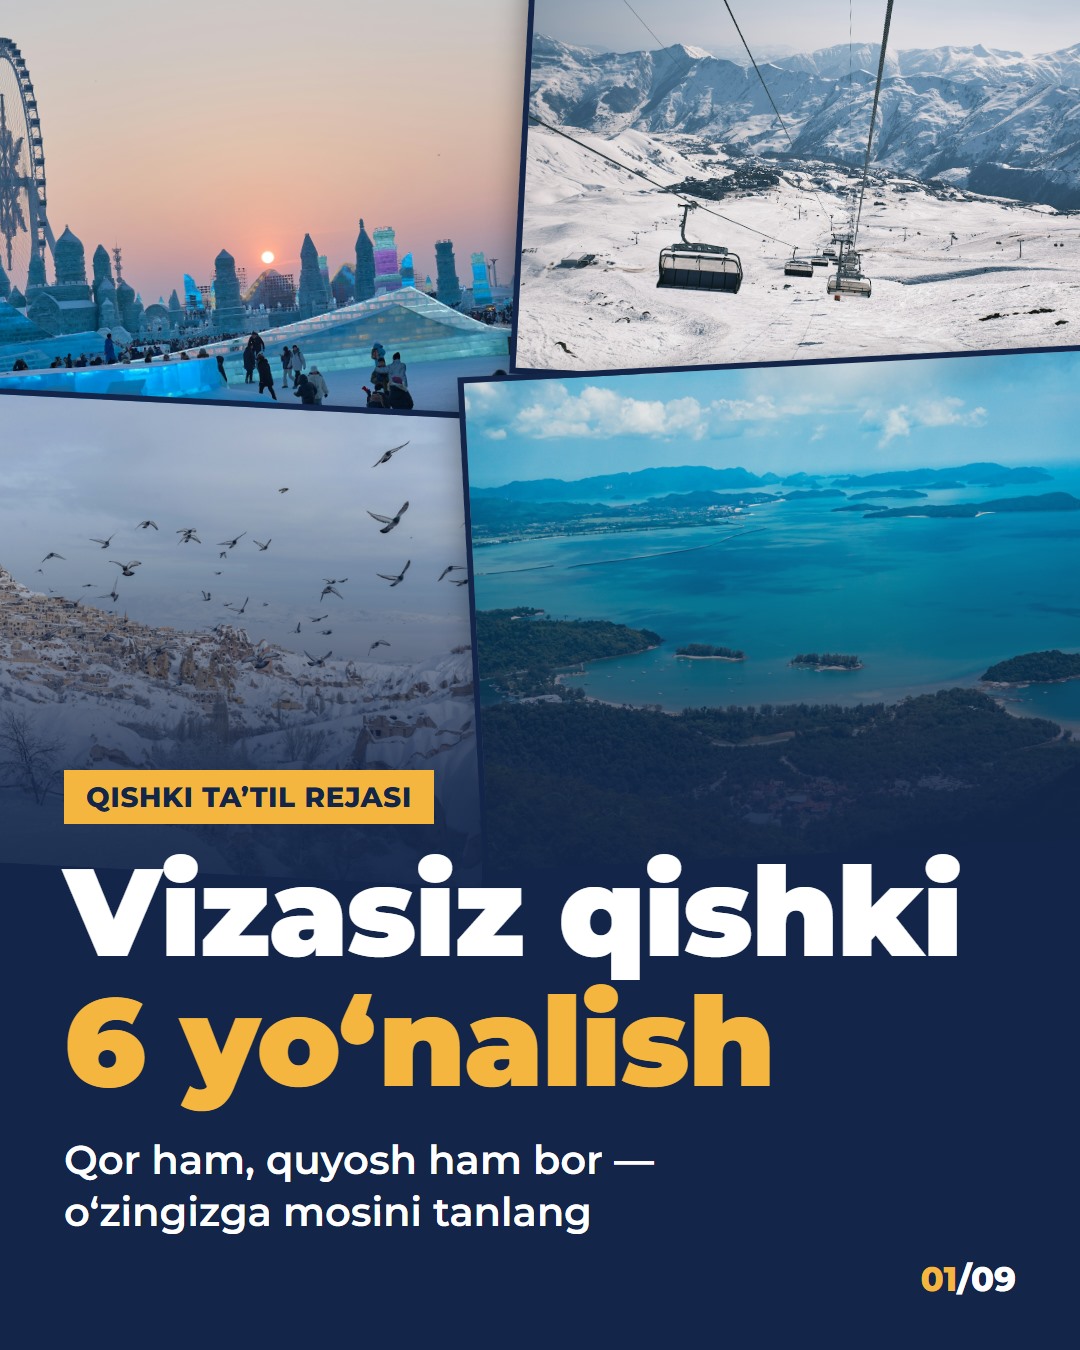 QISHKI TA’TIL REJASI
Vizasiz qishki
6 yo‘nalish
Qor ham, quyosh ham bor —
o‘zingizga mosini tanlang
01/09